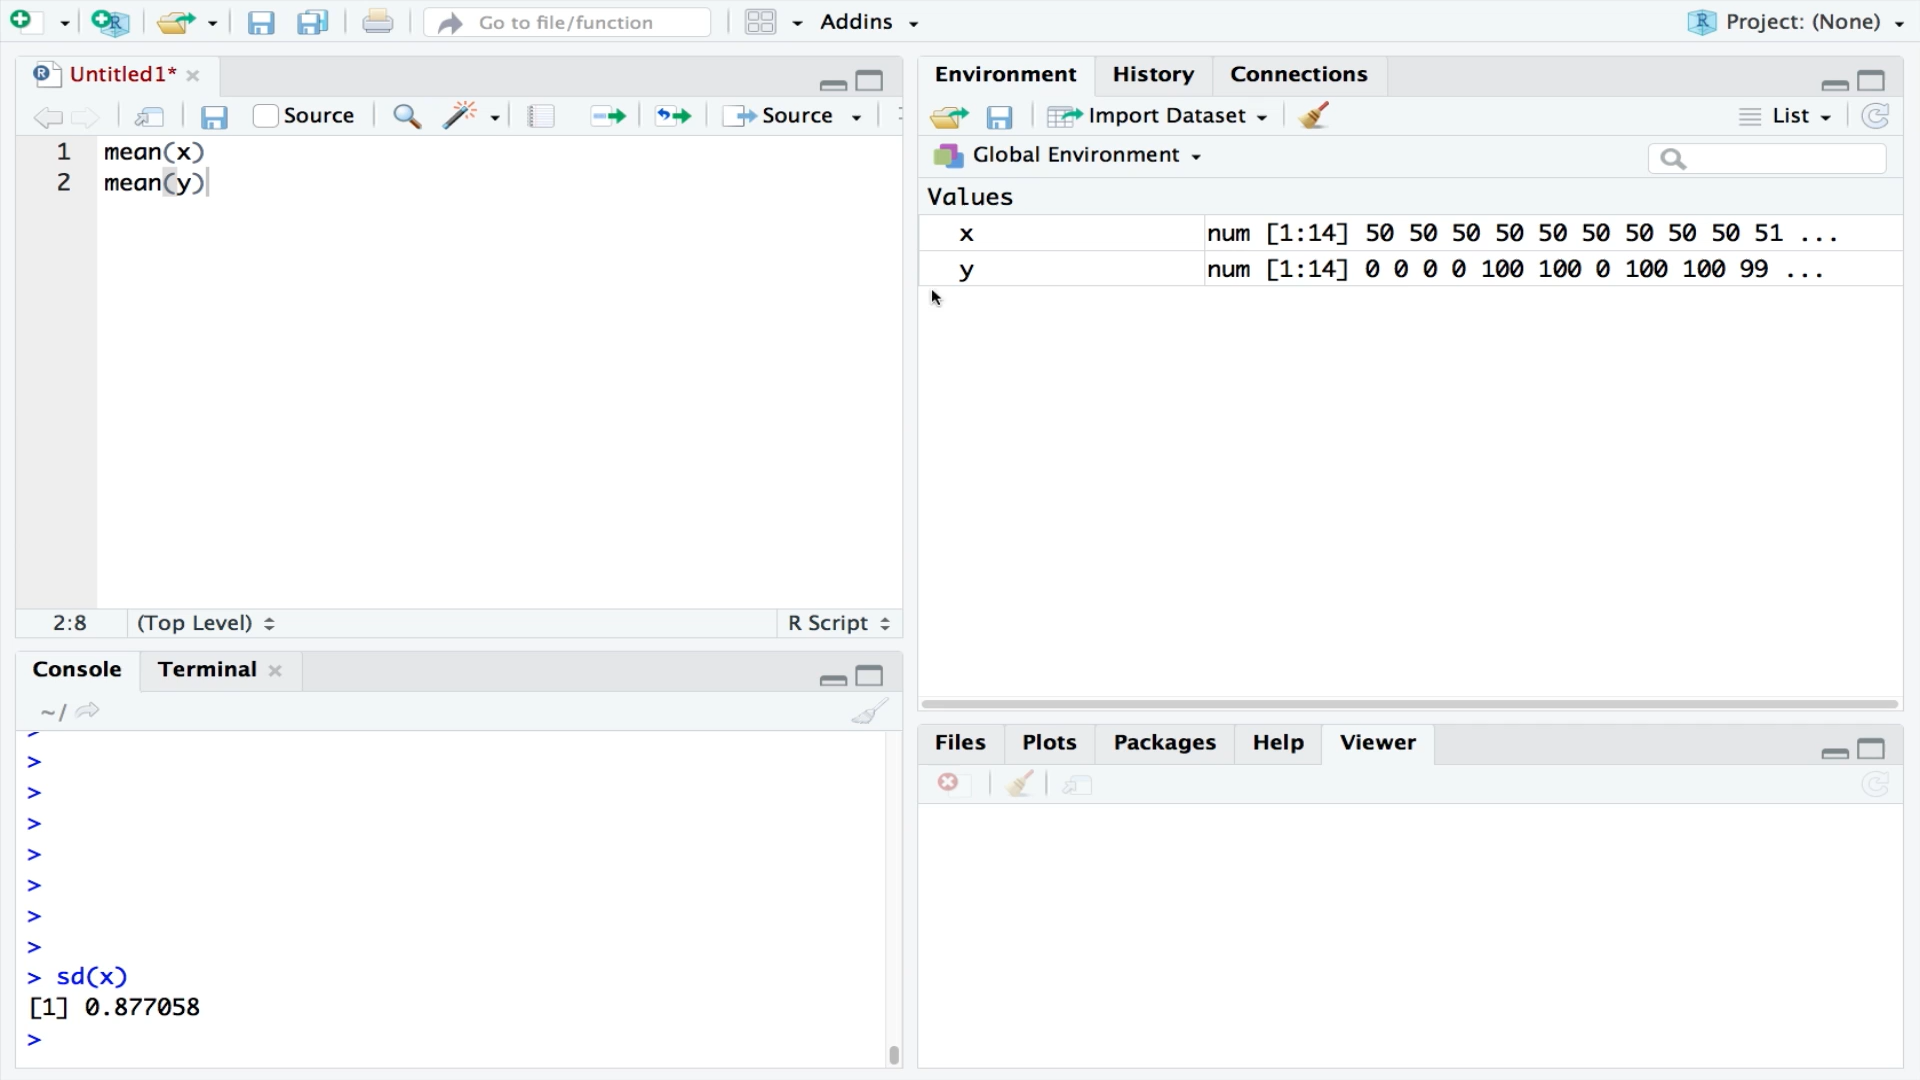 Go to file/function
Addins
Project: (None)
Untitled1*
Source
Source
1 mean(x)
2 mean(y)
2:8
(Top Level)
R Script
Console
Terminal
~/
>
>
>
>
>
>
>
>
> sd(x)
[1] 0.877058
>
Environment
History
Connections
Import Dataset
List
Global Environment
Values
x num [1:14] 50 50 50 50 50 50 50 50 50 51 ...
y num [1:14] 0 0 0 0 100 100 0 100 100 99 ...
Files
Plots
Packages
Help
Viewer